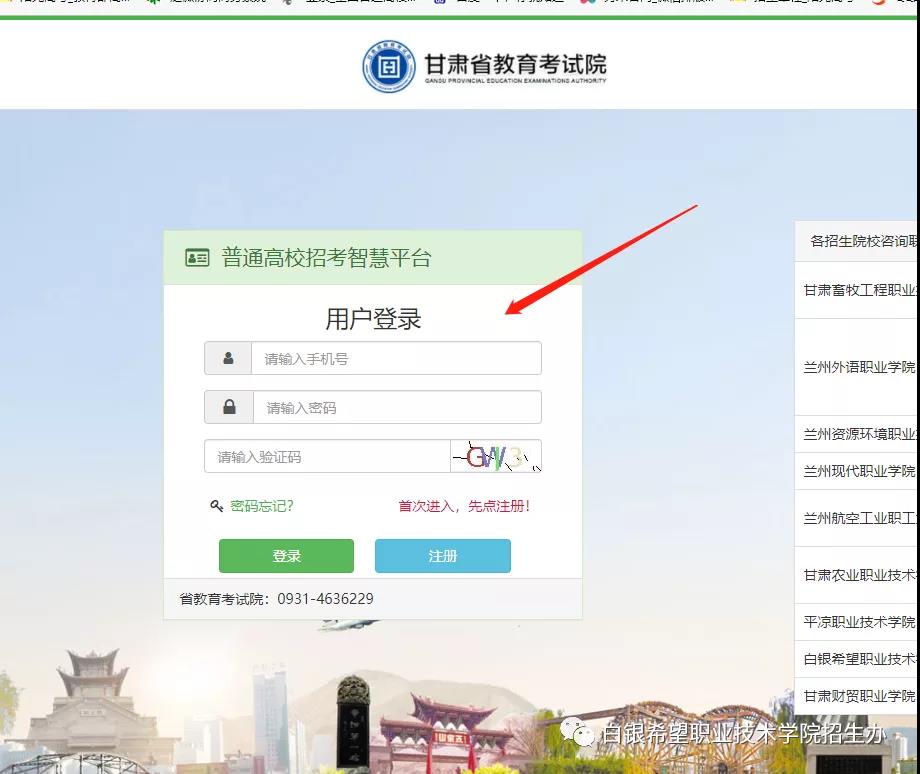 甘肃省教育考试院
GANSU PROVINCIAL EDUCATION EXAMINATIONS AUTHORITY
普通高校招考智慧平台
用户登录
请输入手机号
请输入密码
请输入验证码
密码忘记?
首次进入，先点注册!
登录
注册
省教育考试院：0931-4636229
各招生院校咨询联
甘肃畜牧工程职业
兰州外语职业学院
兰州资源环境职业
兰州现代职业学院
兰州航空工业职工
甘肃农业职业技术
平凉职业技术学院
白银希望职业技术
甘肃财贸职业学院
白银希望职业技术学院招生办